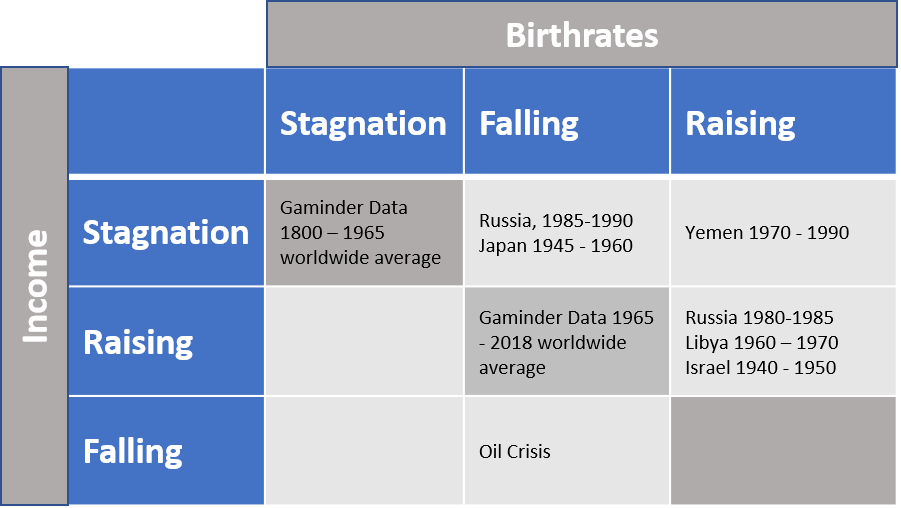 Birthrates
Stagnation
Falling
Raising
Income
Stagnation
Gaminder Data
1800 – 1965
worldwide average
Russia, 1985-1990
Japan 1945 - 1960
Yemen 1970 - 1990
Raising
Gaminder Data 1965
- 2018 worldwide
average
Russia 1980-1985
Libya 1960 – 1970
Israel 1940 - 1950
Falling
Oil Crisis